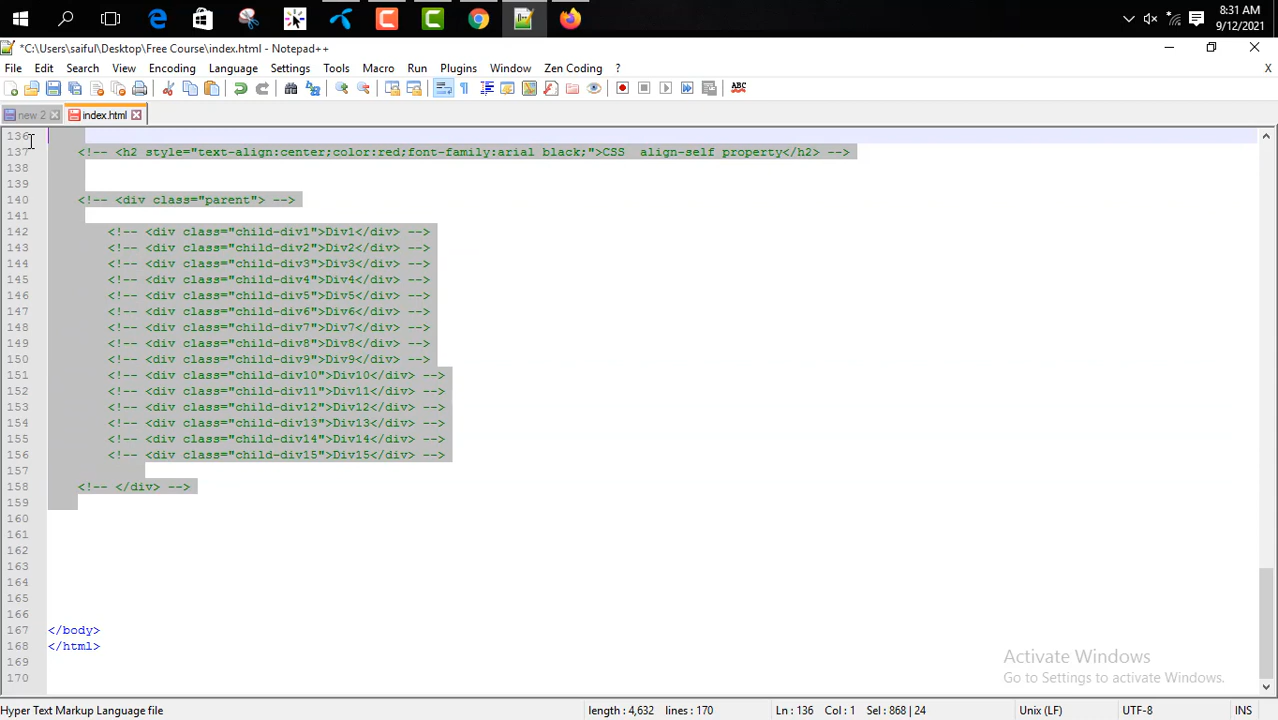 8:31 AM
9/12/2021
*C:\Users\saiful\Desktop\Free Course\index.html - Notepad++
File Edit Search View Encoding Language Settings Tools Macro Run Plugins Window Zen Coding ? X
ABC
new 2 index.html
136
137 <!-- <h2 style="text-align:center;color:red;font-family:arial black;">CSS  align-self property</h2> -->
138
139
140 <!-- <div class="parent"> -->
141
142 <!-- <div class="child-div1">Div1</div> -->
143 <!-- <div class="child-div2">Div2</div> -->
144 <!-- <div class="child-div3">Div3</div> -->
145 <!-- <div class="child-div4">Div4</div> -->
146 <!-- <div class="child-div5">Div5</div> -->
147 <!-- <div class="child-div6">Div6</div> -->
148 <!-- <div class="child-div7">Div7</div> -->
149 <!-- <div class="child-div8">Div8</div> -->
150 <!-- <div class="child-div9">Div9</div> -->
151 <!-- <div class="child-div10">Div10</div> -->
152 <!-- <div class="child-div11">Div11</div> -->
153 <!-- <div class="child-div12">Div12</div> -->
154 <!-- <div class="child-div13">Div13</div> -->
155 <!-- <div class="child-div14">Div14</div> -->
156 <!-- <div class="child-div15">Div15</div> -->
157
158 <!-- </div> -->
159
160
161
162
163
164
165
166
167 </body>
168 </html>
169
170
Activate Windows
Go to Settings to activate Windows.
Hyper Text Markup Language file length : 4,632 lines : 170 Ln : 136 Col : 1 Sel : 868 | 24 Unix (LF) UTF-8 INS